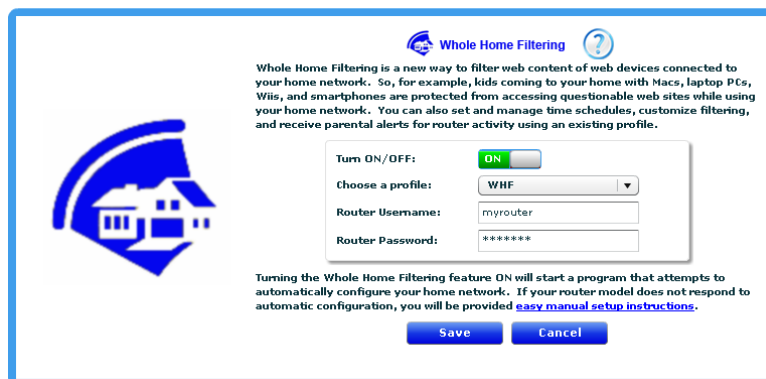 Whole Home Filtering ?
Whole Home Filtering is a new way to filter web content of web devices connected to
your home network. So, for example, kids coming to your home with Macs, laptop PCs,
Wiis, and smartphones are protected from accessing questionable web sites while using
your home network. You can also set and manage time schedules, customize filtering,
and receive parental alerts for router activity using an existing profile.
Turn ON/OFF: ON
Choose a profile: WHF
Router Username: myrouter
Router Password: *******
Turning the Whole Home Filtering feature ON will start a program that attempts to
automatically configure your home network. If your router model does not respond to
automatic configuration, you will be provided easy manual setup instructions.
Save Cancel